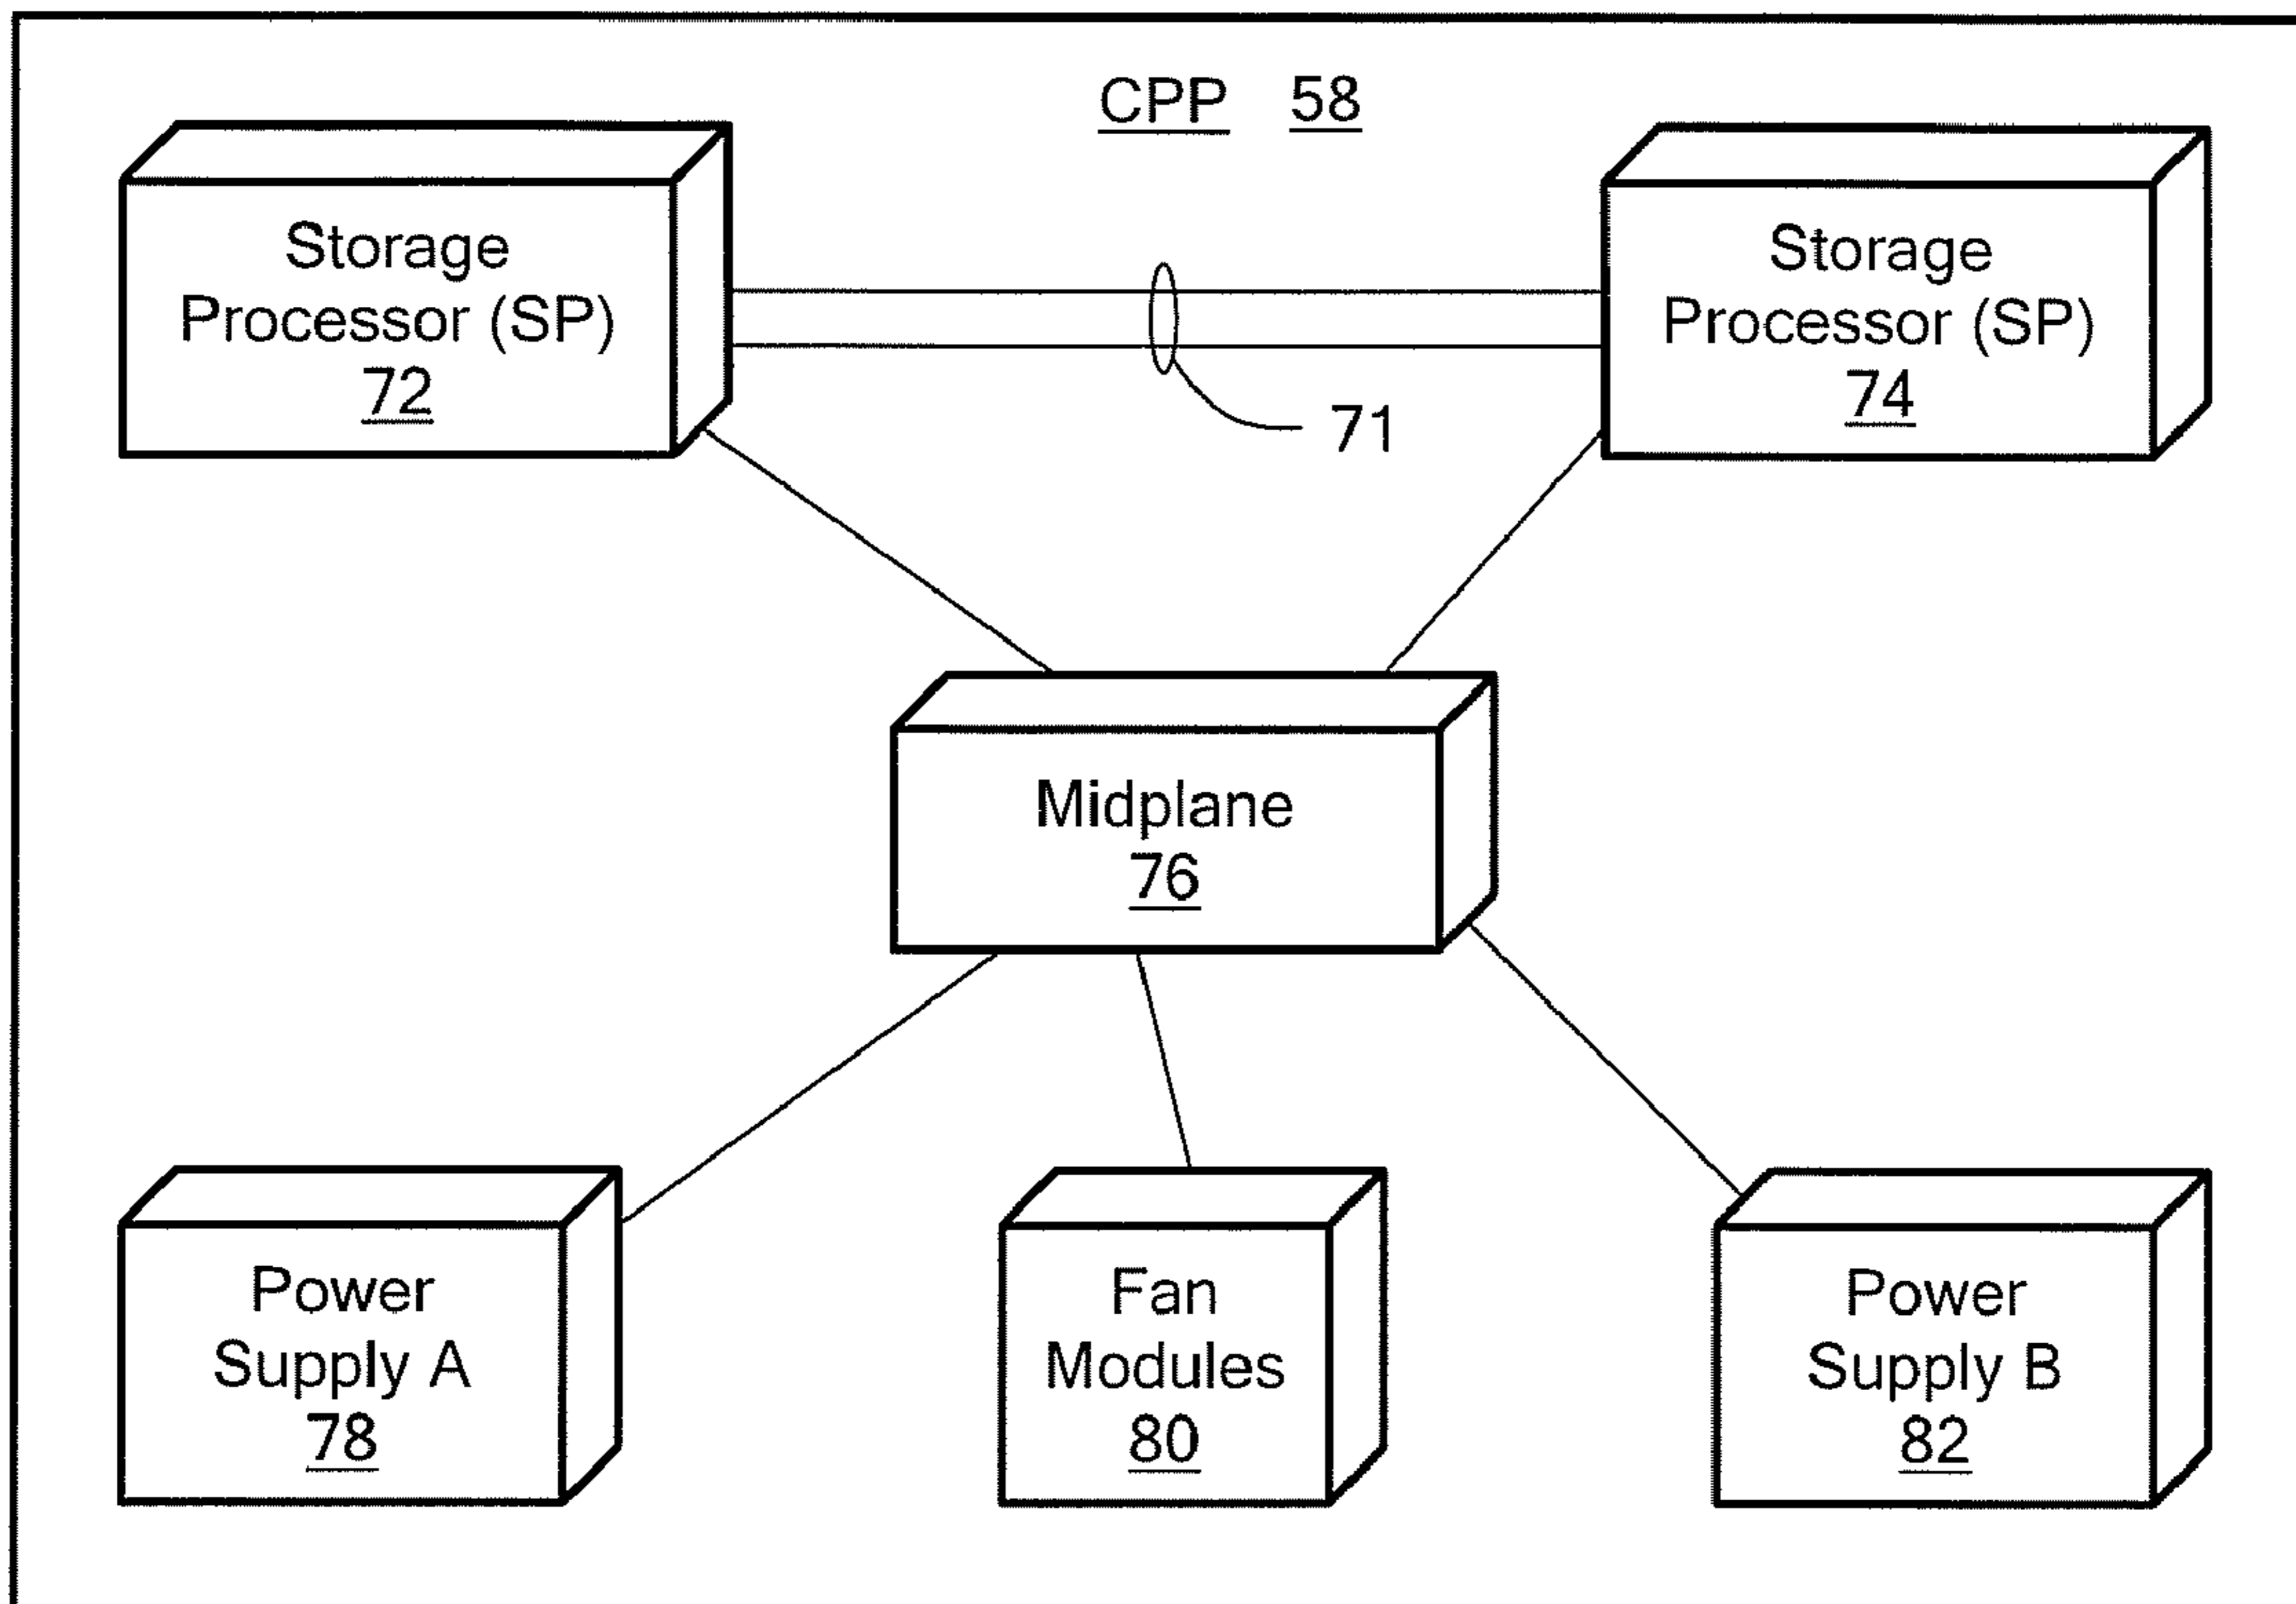 CPP 58
Storage
Processor (SP)
72
Storage
Processor (SP)
74
71
Midplane
76
Power
Supply A
78
Fan
Modules
80
Power
Supply B
82